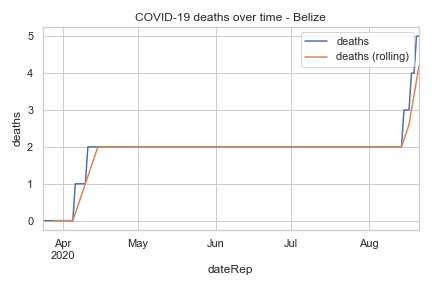 COVID-19 deaths over time - Belize
deaths
deaths (rolling)
5
4
3
2
1
0
deaths
Apr May Jun Jul Aug
2020
dateRep